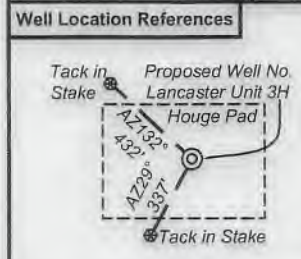 Well Location References
Tack in
Stake
Proposed Well No.
Lancaster Unit 3H
Houge Pad
AZ132°
432'
AZ29°
337'
Tack in Stake